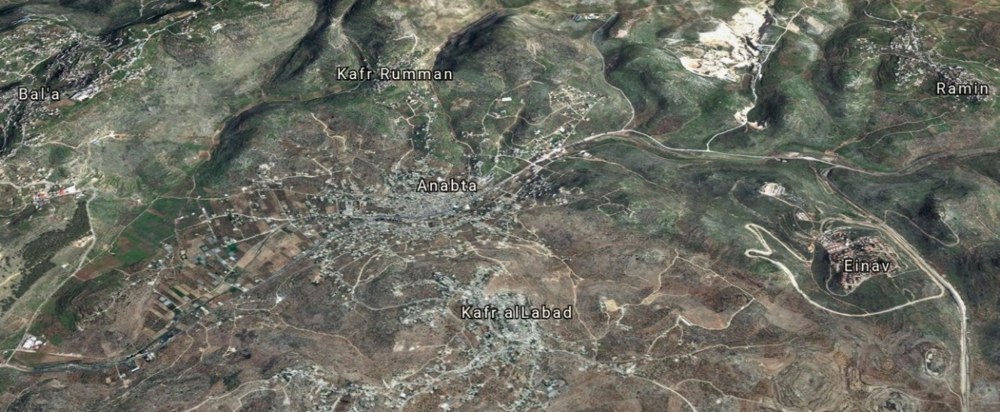 Kafr Rumman
Bal'a
Ramin
Anabta
Einav
Kafr alLabad